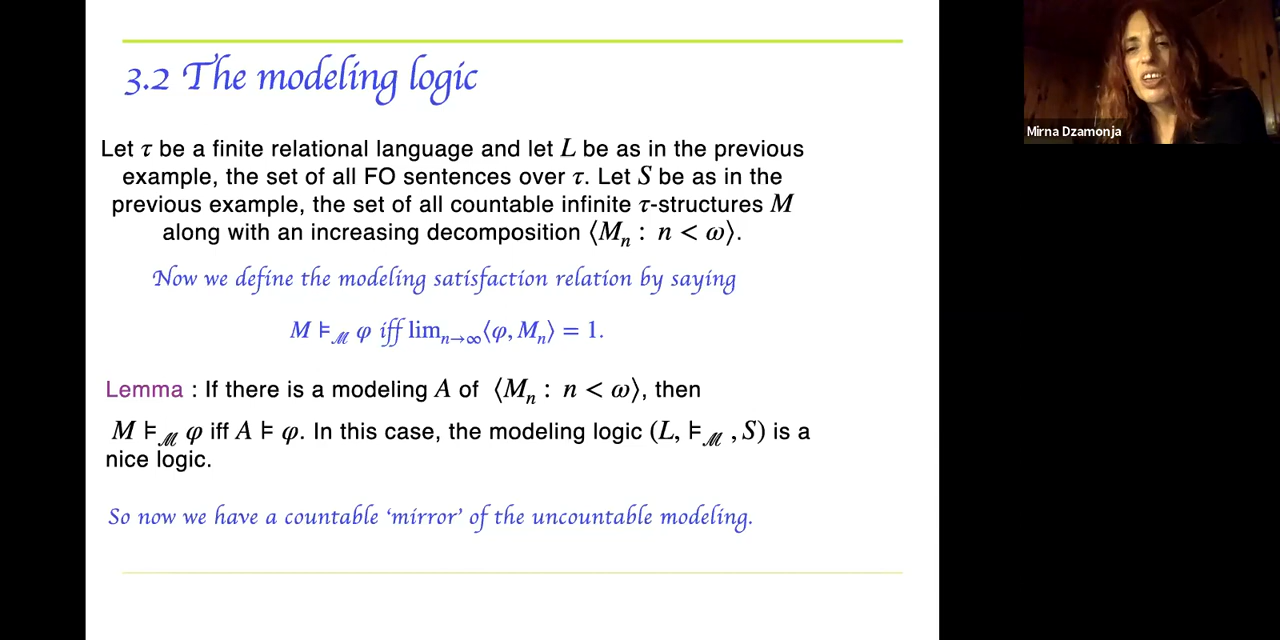 3.2 The modeling logic
Let τ be a finite relational language and let L be as in the previous
example, the set of all FO sentences over τ. Let S be as in the
previous example, the set of all countable infinite τ-structures M
along with an increasing decomposition ⟨Mₙ : n < ω⟩.
Now we define the modeling satisfaction relation by saying
M ⊨_ℳ φ iff limₙ→∞⟨φ, Mₙ⟩ = 1.
Lemma : If there is a modeling A of ⟨Mₙ : n < ω⟩, then
M ⊨_ℳ φ iff A ⊨ φ. In this case, the modeling logic (L, ⊨_ℳ , S) is a
nice logic.
So now we have a countable ‘mirror’ of the uncountable modeling.
Mirna Dzamonja